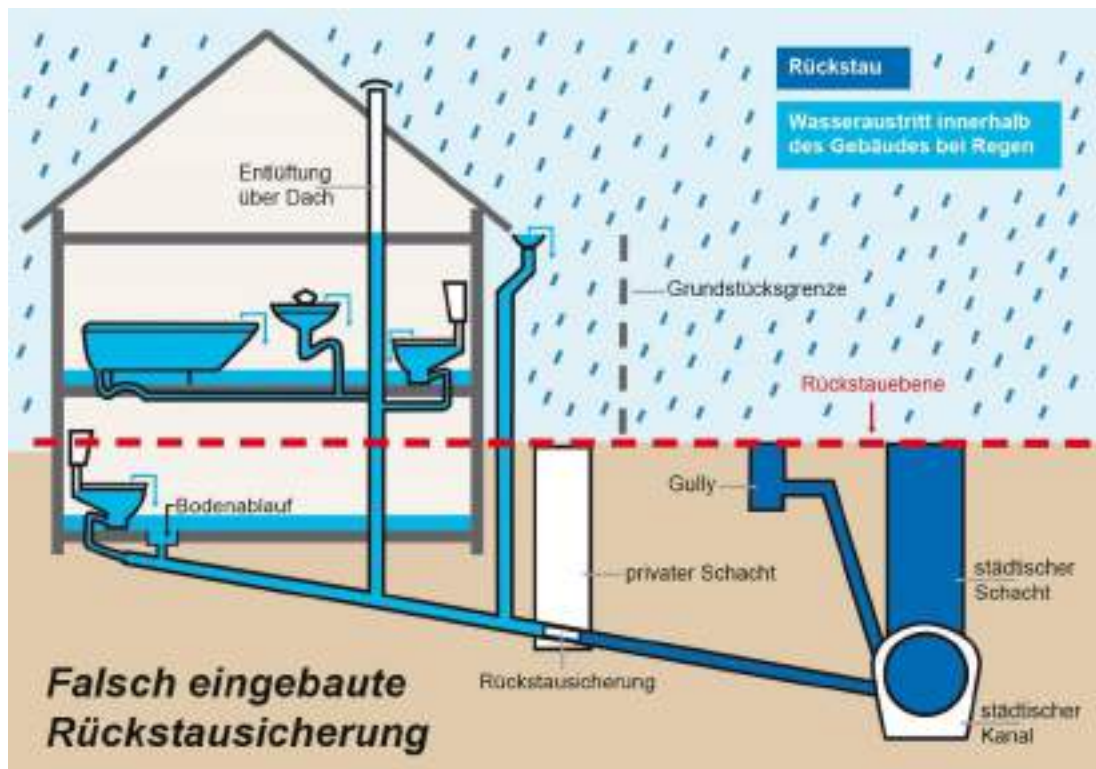 Rückstau
Wasseraustritt innerhalb
des Gebäudes bei Regen
Entlüftung
über Dach
Grundstücksgrenze
Rückstauebene
Bodenablauf
Gully
privater Schacht
städtischer
Schacht
Rückstausicherung
städtischer
Kanal
Falsch eingebaute
Rückstausicherung